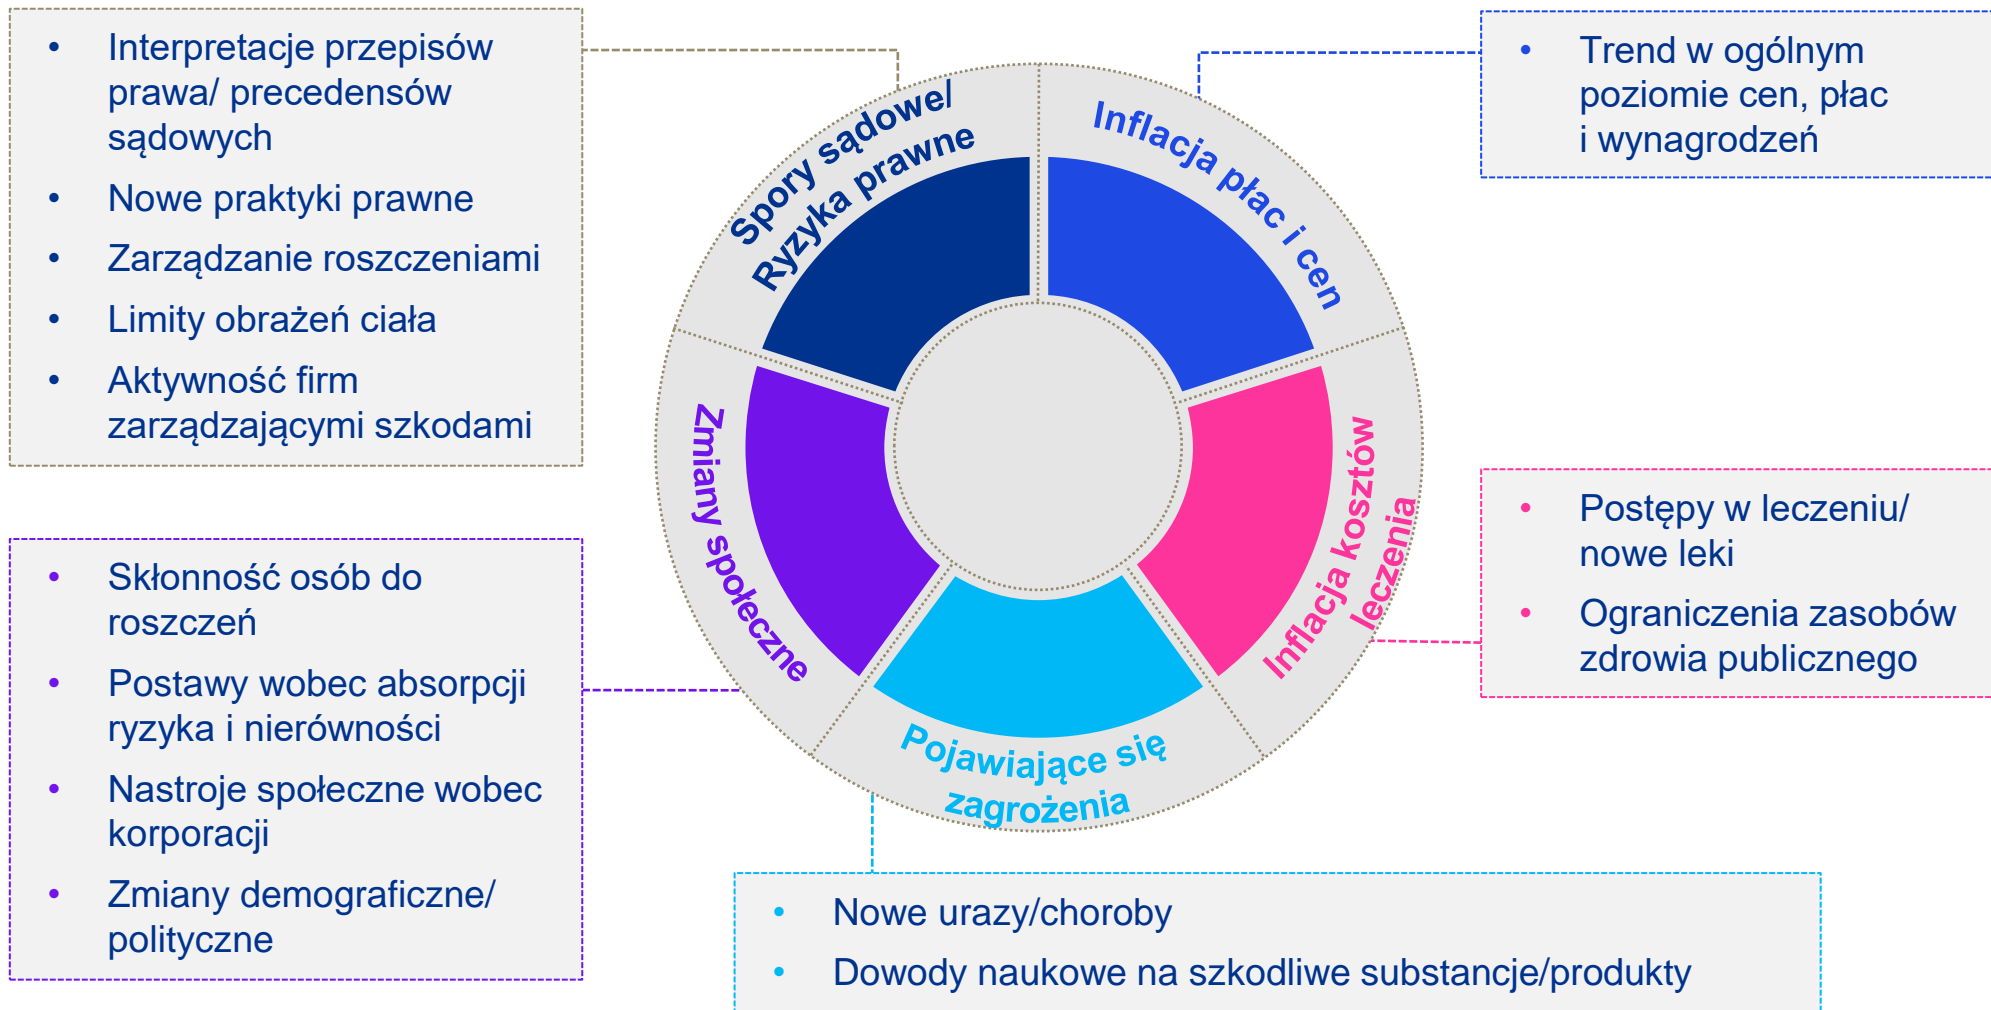 • Interpretacje przepisów
prawa/ precedensów
sądowych
• Nowe praktyki prawne
• Zarządzanie roszczeniami
• Limity obrażeń ciała
• Aktywność firm
zarządzającymi szkodami
Spory sądowe/
Ryzyka prawne
Inflacja płac i cen
• Trend w ogólnym
poziomie cen, płac
i wynagrodzeń
Zmiany społeczne
Inflacja kosztów
leczenia
• Postępy w leczeniu/
nowe leki
• Ograniczenia zasobów
zdrowia publicznego
• Skłonność osób do
roszczeń
• Postawy wobec absorpcji
ryzyka i nierówności
• Nastroje społeczne wobec
korporacji
• Zmiany demograficzne/
polityczne
Pojawiające się
zagrożenia
• Nowe urazy/choroby
• Dowody naukowe na szkodliwe substancje/produkty